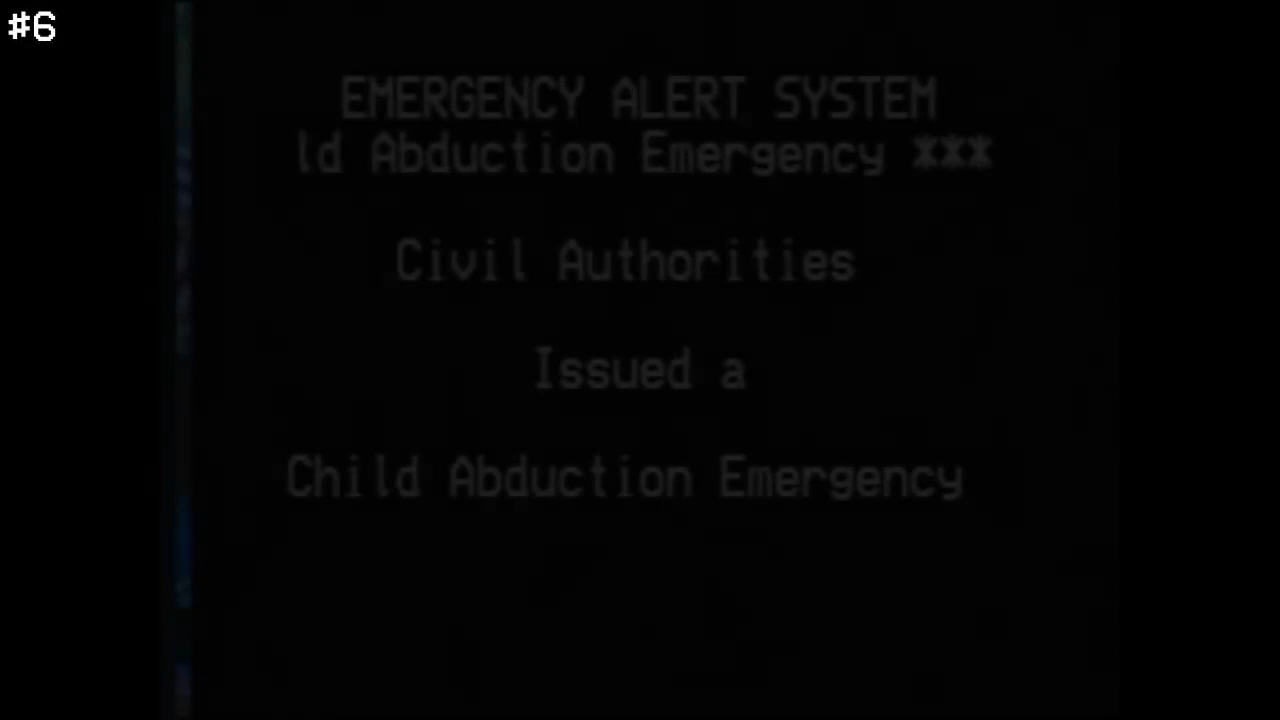 #6
EMERGENCY ALERT SYSTEM
ld Abduction Emergency ***
Civil Authorities
Issued a
Child Abduction Emergency